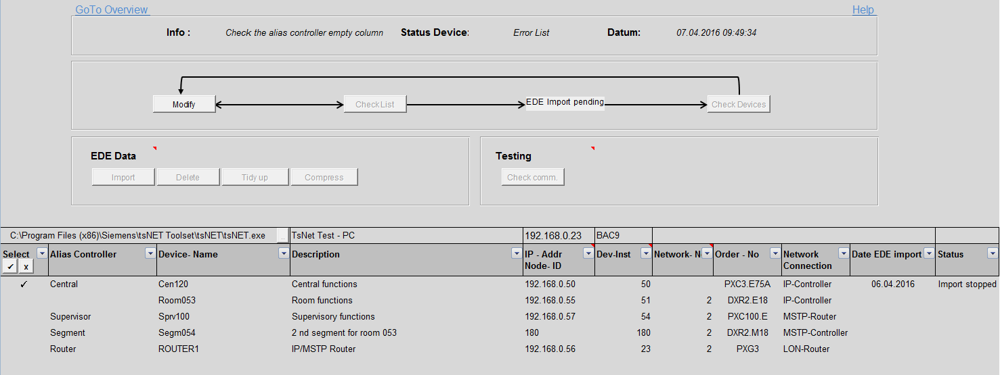 GoTo Overview Help
Info : Check the alias controller empty column Status Device: Error List Datum: 07.04.2016 09:49:34
Modify Check List EDE Import pending Check Devices
EDE Data Testing
Import Delete Tidy up Compress Check comm.
C:\Program Files (x86)\Siemens\tsNET Toolset\tsNET\tsNET.exe ... TsNet Test - PC 192.168.0.23 BAC9
Select Alias Controller Device- Name Description IP - Addr Dev-Inst Network- N Order - No Network Date EDE import Status
✓ x Node- ID Connection
✓ Central Cen120 Central functions 192.168.0.50 50 PXC3.E75A IP-Controller 06.04.2016 Import stopped
Room053 Room functions 192.168.0.55 51 2 DXR2.E18 IP-Controller
Supervisor Sprv100 Supervisory functions 192.168.0.57 54 2 PXC100.E MSTP-Router
Segment Segm054 2 nd segment for room 053 180 180 2 DXR2.M18 MSTP-Controller
Router ROUTER1 IP/MSTP Router 192.168.0.56 23 2 PXG3 LON-Router